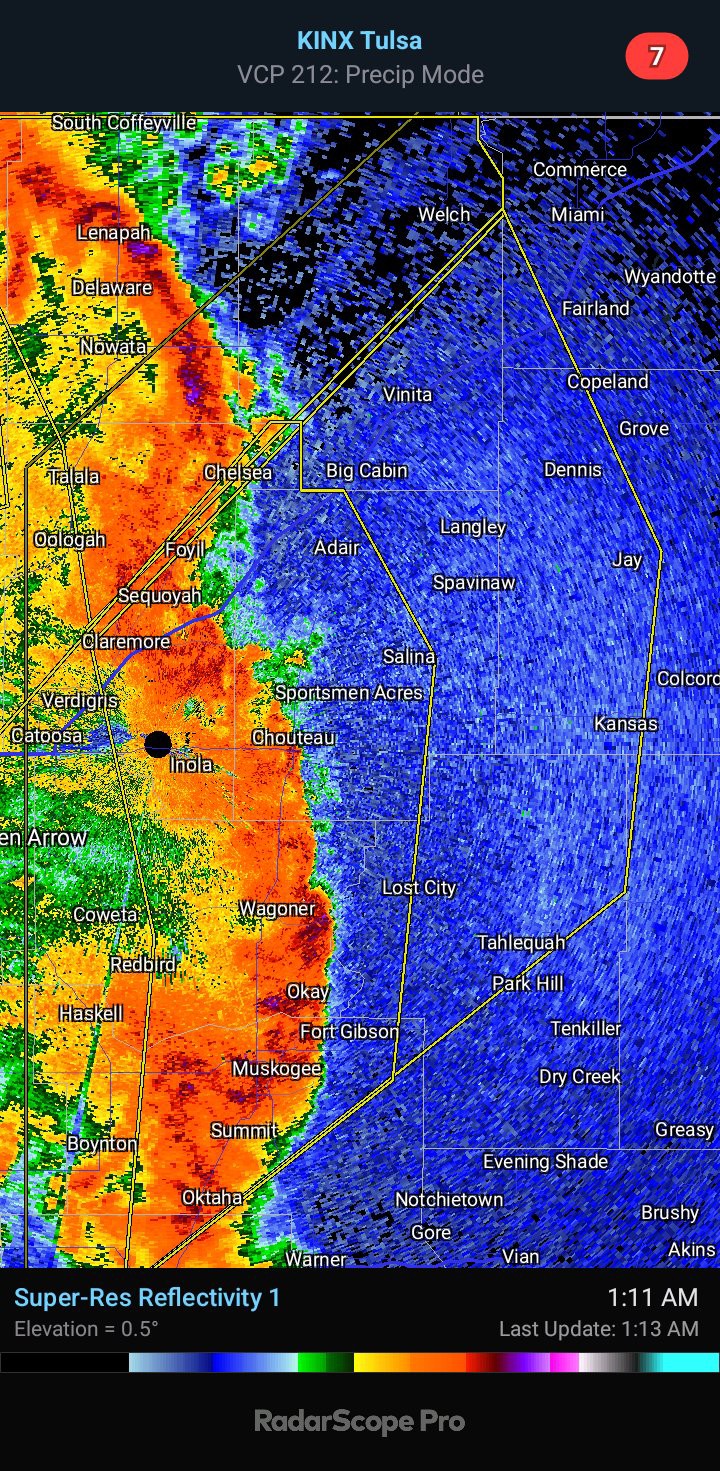 KINX Tulsa
VCP 212: Precip Mode
7
South Coffeyville
Commerce
Welch
Miami
Lenapah
Wyandotte
Delaware
Fairland
Nowata
Copeland
Vinita
Grove
Chelsea
Big Cabin
Dennis
Talala
Langley
Oologah
Foyil
Adair
Jay
Spavinaw
Sequoyah
Claremore
Salina
Colcord
Sportsmen Acres
Verdigris
Kansas
Catoosa
Chouteau
Inola
en Arrow
Lost City
Wagoner
Coweta
Tahlequah
Redbird
Park Hill
Okay
Haskell
Fort Gibson
Tenkiller
Muskogee
Dry Creek
Summit
Greasy
Boynton
Evening Shade
Oktaha
Notchietown
Brushy
Gore
Akins
Warner
Vian
Super-Res Reflectivity 1
1:11 AM
Elevation = 0.5°
Last Update: 1:13 AM
RadarScope Pro